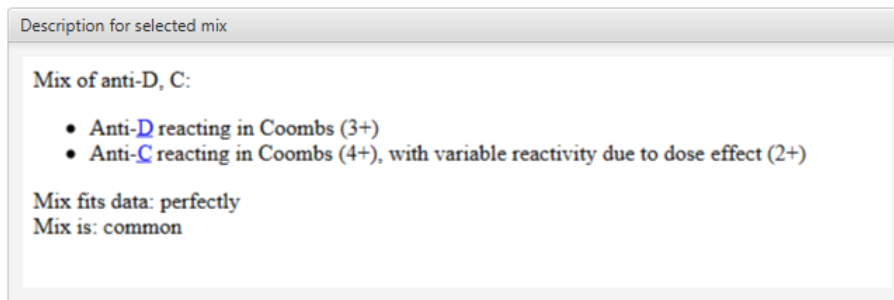 Description for selected mix
Mix of anti-D, C:
• Anti-D reacting in Coombs (3+)
• Anti-C reacting in Coombs (4+), with variable reactivity due to dose effect (2+)
Mix fits data: perfectly
Mix is: common